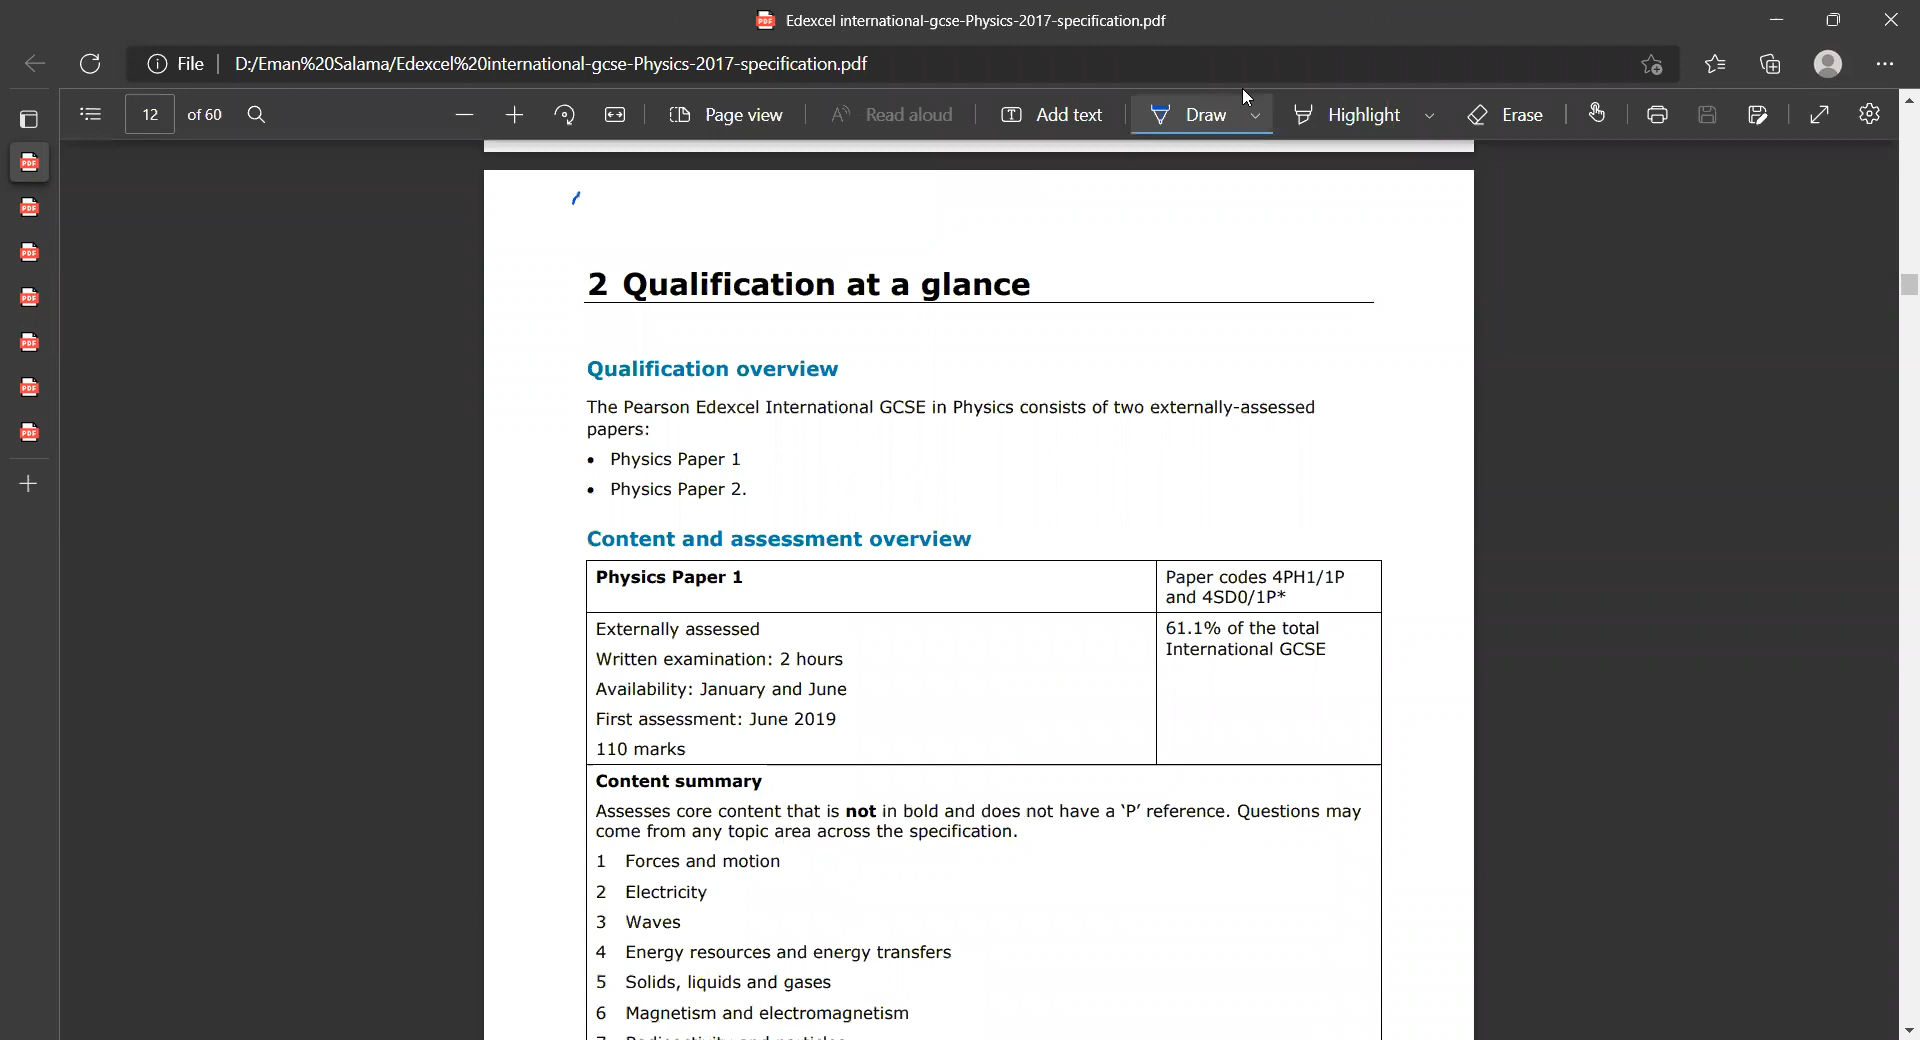 Edexcel international-gcse-Physics-2017-specification.pdf
File D:/Eman%20Salama/Edexcel%20international-gcse-Physics-2017-specification.pdf
12 of 60 Page view Read aloud Add text Draw Highlight Erase
2 Qualification at a glance
Qualification overview
The Pearson Edexcel International GCSE in Physics consists of two externally-assessed
papers:
• Physics Paper 1
• Physics Paper 2.
Content and assessment overview
Physics Paper 1
Paper codes 4PH1/1P
and 4SD0/1P*
Externally assessed
Written examination: 2 hours
Availability: January and June
First assessment: June 2019
110 marks
61.1% of the total
International GCSE
Content summary
Assesses core content that is not in bold and does not have a ‘P’ reference. Questions may
come from any topic area across the specification.
1 Forces and motion
2 Electricity
3 Waves
4 Energy resources and energy transfers
5 Solids, liquids and gases
6 Magnetism and electromagnetism